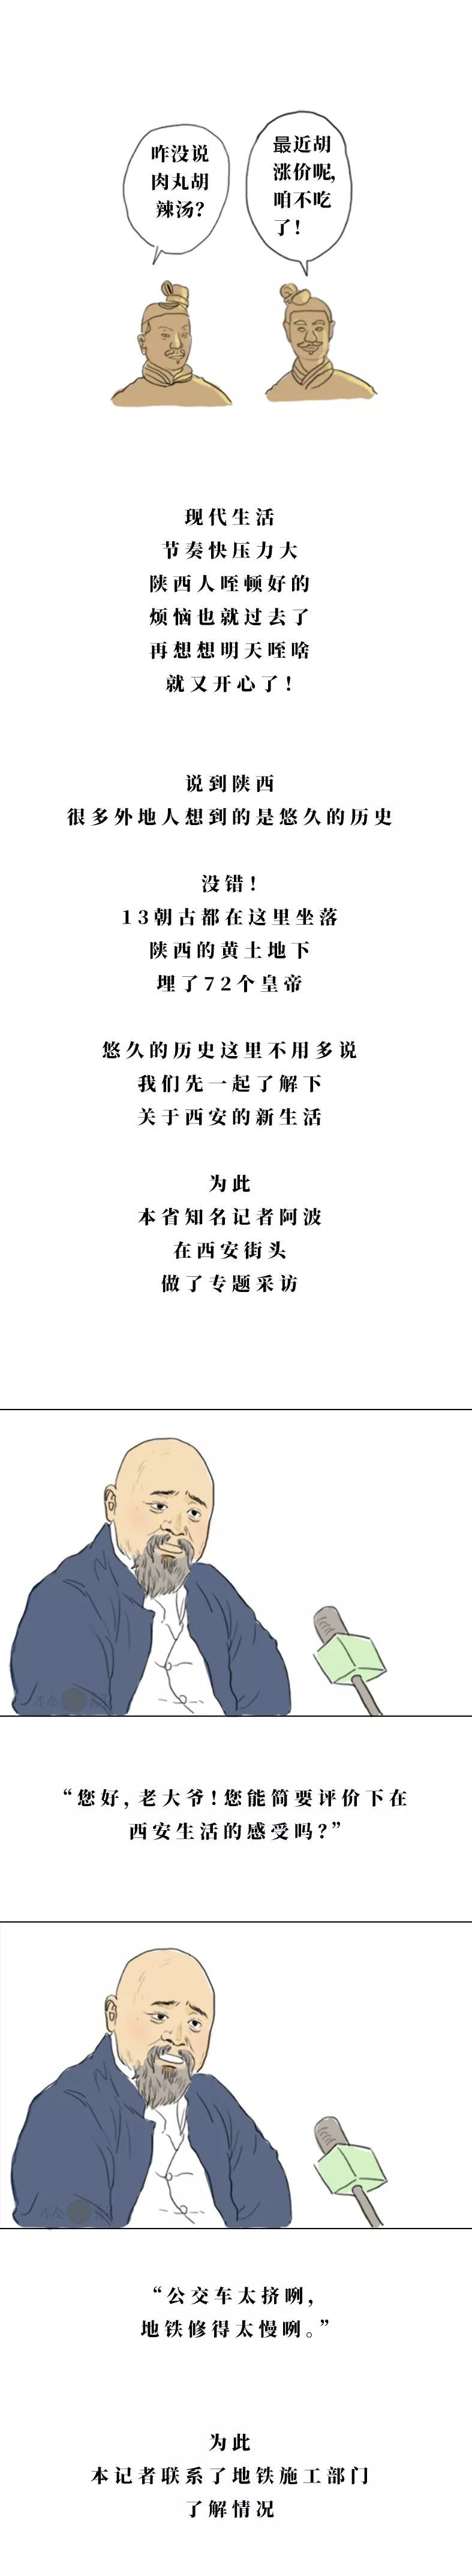 咋没说
肉丸胡
辣汤？
最近胡
涨价呢，
咱不吃
了！
现代生活
节奏快压力大
陕西人咥顿好的
烦恼也就过去了
再想想明天咥啥
就又开心了！
说到陕西
很多外地人想到的是悠久的历史
没错！
13朝古都在这里坐落
陕西的黄土地下
埋了72个皇帝
悠久的历史这里不用多说
我们先一起了解下
关于西安的新生活
为此
本省知名记者阿波
在西安街头
做了专题采访
“您好，老大爷！您能简要评价下在
西安生活的感受吗？”
“公交车太挤咧，
地铁修得太慢咧。”
为此
本记者联系了地铁施工部门
了解情况